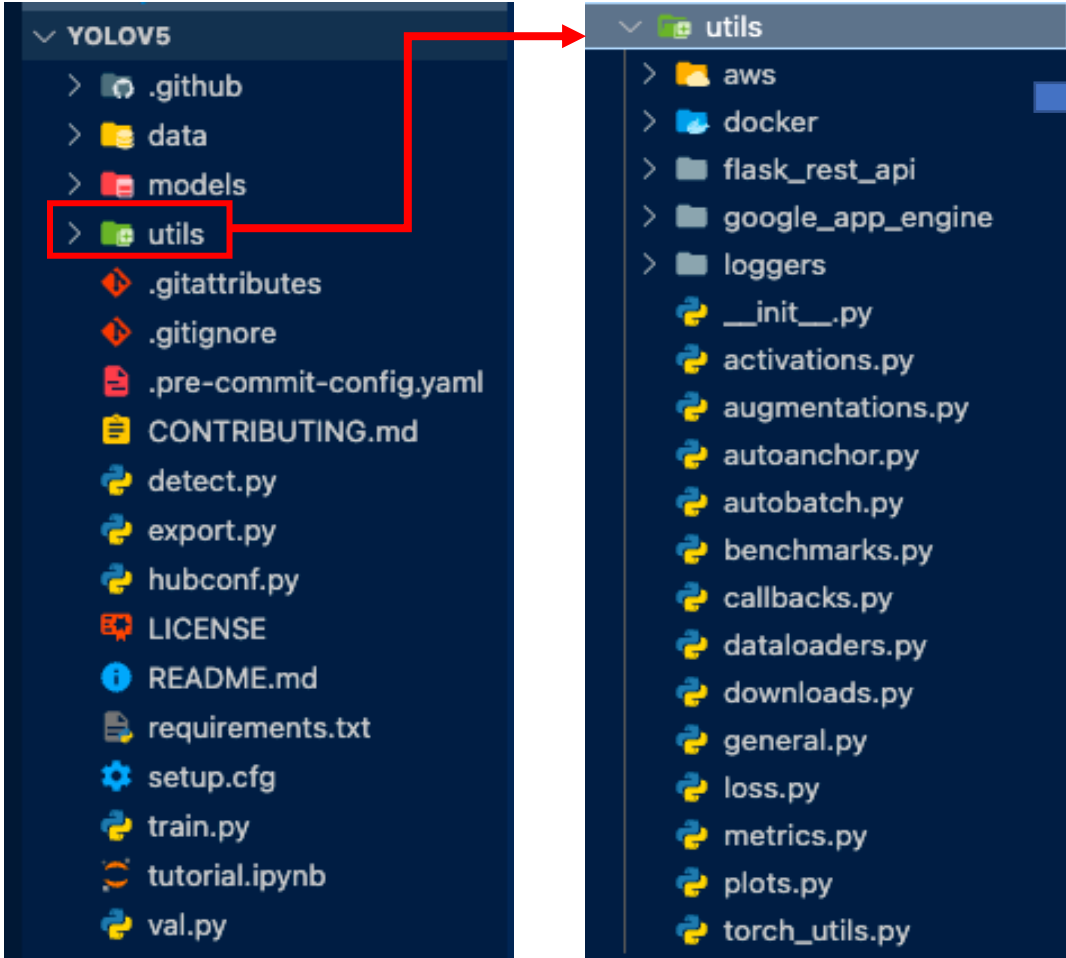 YOLOV5
.github
data
models
utils
.gitattributes
.gitignore
.pre-commit-config.yaml
CONTRIBUTING.md
detect.py
export.py
hubconf.py
LICENSE
README.md
requirements.txt
setup.cfg
train.py
tutorial.ipynb
val.py
utils
aws
docker
flask_rest_api
google_app_engine
loggers
__init__.py
activations.py
augmentations.py
autoanchor.py
autobatch.py
benchmarks.py
callbacks.py
dataloaders.py
downloads.py
general.py
loss.py
metrics.py
plots.py
torch_utils.py